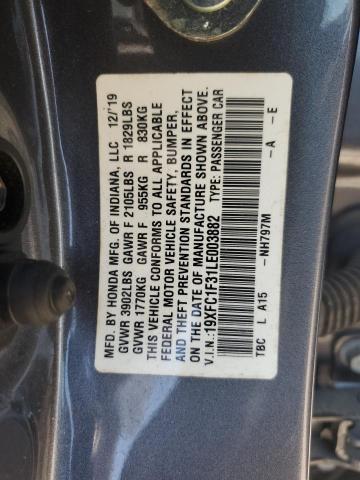 MFD. BY HONDA MFG. OF INDIANA, LLC 12/'19
GVWR 3902LBS GAWR F 2105LBS R 1829LBS
GVWR 1770KG GAWR F 955KG R 830KG
THIS VEHICLE CONFORMS TO ALL APPLICABLE
FEDERAL MOTOR VEHICLE SAFETY, BUMPER,
AND THEFT PREVENTION STANDARDS IN EFFECT
ON THE DATE OF MANUFACTURE SHOWN ABOVE.
V.I.N.:19XFC1F31LE003882 TYPE: PASSENGER CAR
TBC L A15 -NH797M -A -E